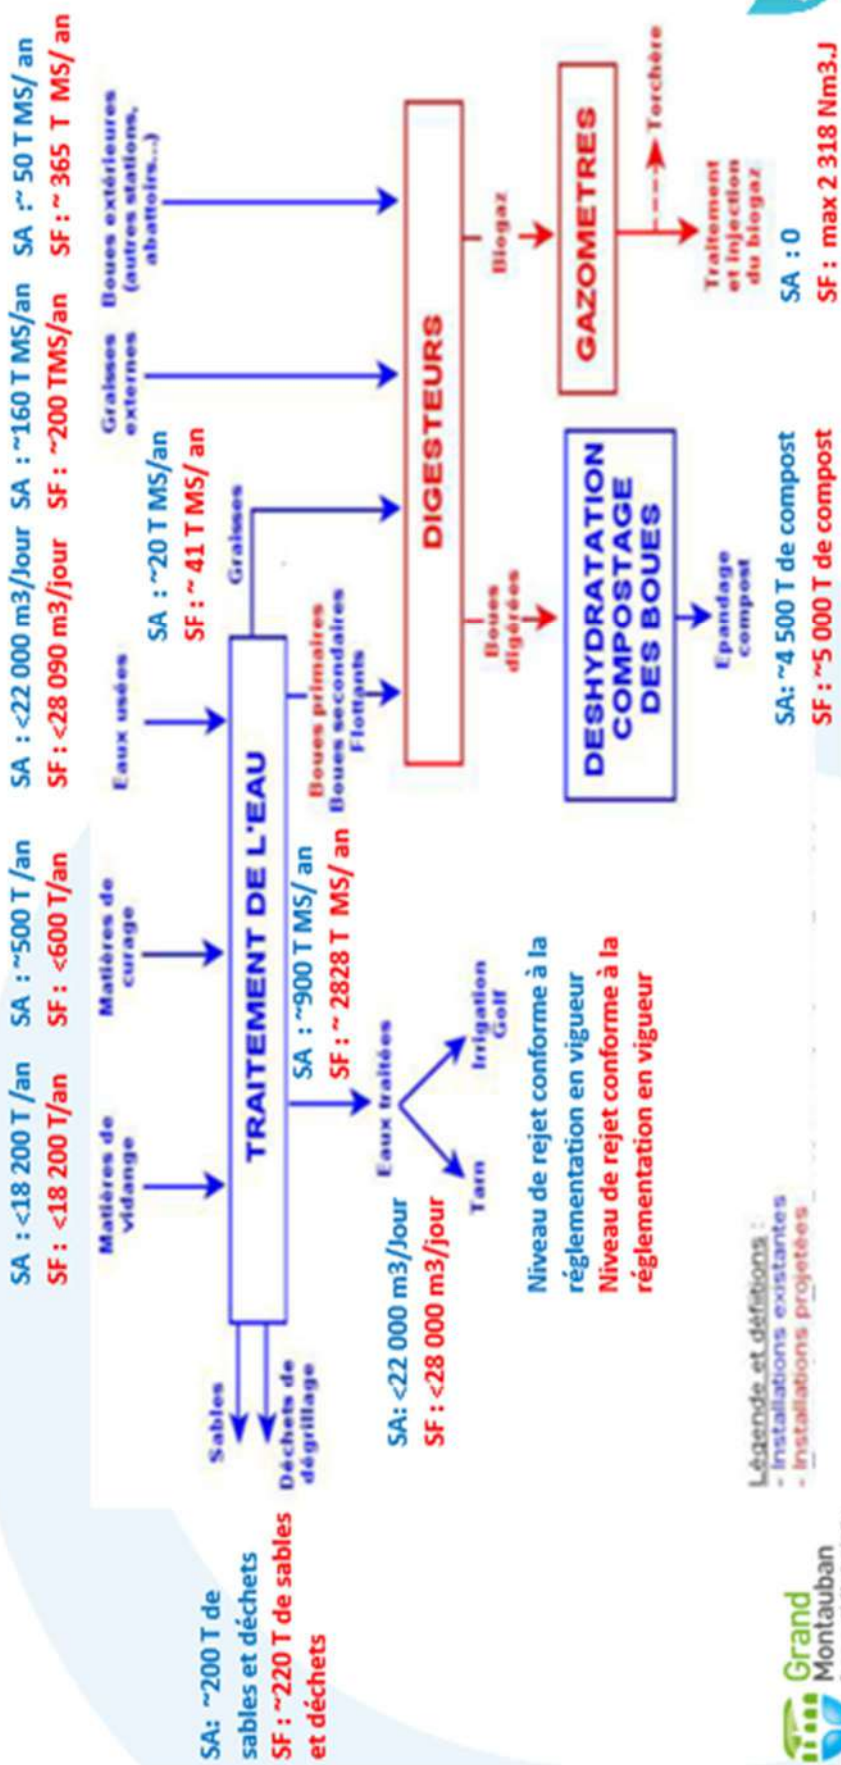 SA : <18 200 T /an
SF : <18 200 T/an
SA : ~500 T /an
SF : <600 T/an
SA : <22 000 m3/Jour
SF : <28 090 m3/jour
SA : ~160 T MS/an
SF : ~200 TMS/an
SA :~ 50 T MS/ an
SF :~ 365 T MS/ an
Matières de
vidange
Matières de
curage
Eaux usées
Graisses
externes
Boues extérieures
(autres stations,
abattoirs...)
SA : ~20 T MS/an
SF : ~ 41 T MS/ an
SA: ~200 T de
sables et déchets
SF : ~220 T de sables
et déchets
Sables
Déchets de
dégrillage
TRAITEMENT DE L'EAU
Graisses
SA : ~900 T MS/ an
SF : ~ 2828 T MS/ an
Boues primaires
Boues secondaires
Flottants
Eaux traitées
Tarn
Irrigation
Golf
SA: <22 000 m3/Jour
SF : <28 000 m3/jour
DIGESTEURS
Boues
digérées
Biogaz
Niveau de rejet conforme à la
réglementation en vigueur
Niveau de rejet conforme à la
réglementation en vigueur
DESHYDRATATION
COMPOSTAGE
DES BOUES
GAZOMETRES
Torchère
Epandage
compost
Traitement
et injection
du biogaz
SA: ~4 500 T de compost
SF : ~5 000 T de compost
SA : 0
SF : max 2 318 Nm3.J
Légende et défiitions :
- Installations existantes
- Installations projetées
Grand
Montauban